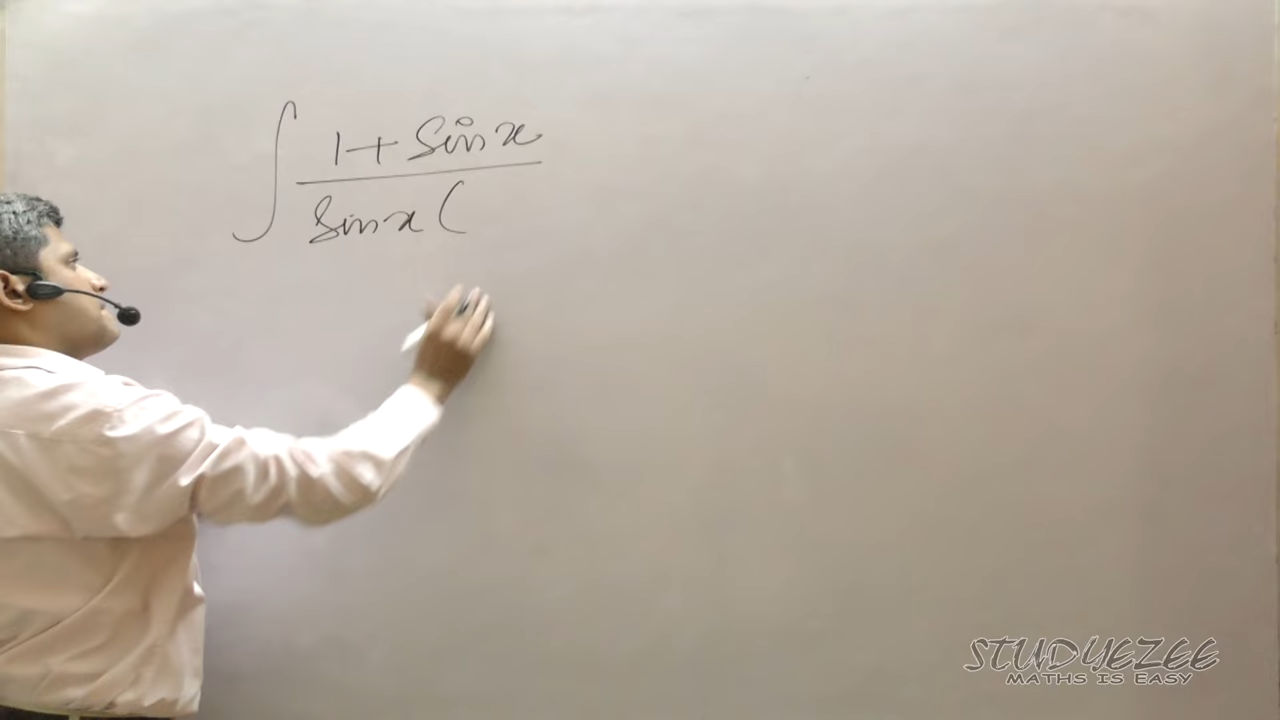 ∫ 1 + Sin x
Sin x (
STUDYEZEE
MATHS IS EASY